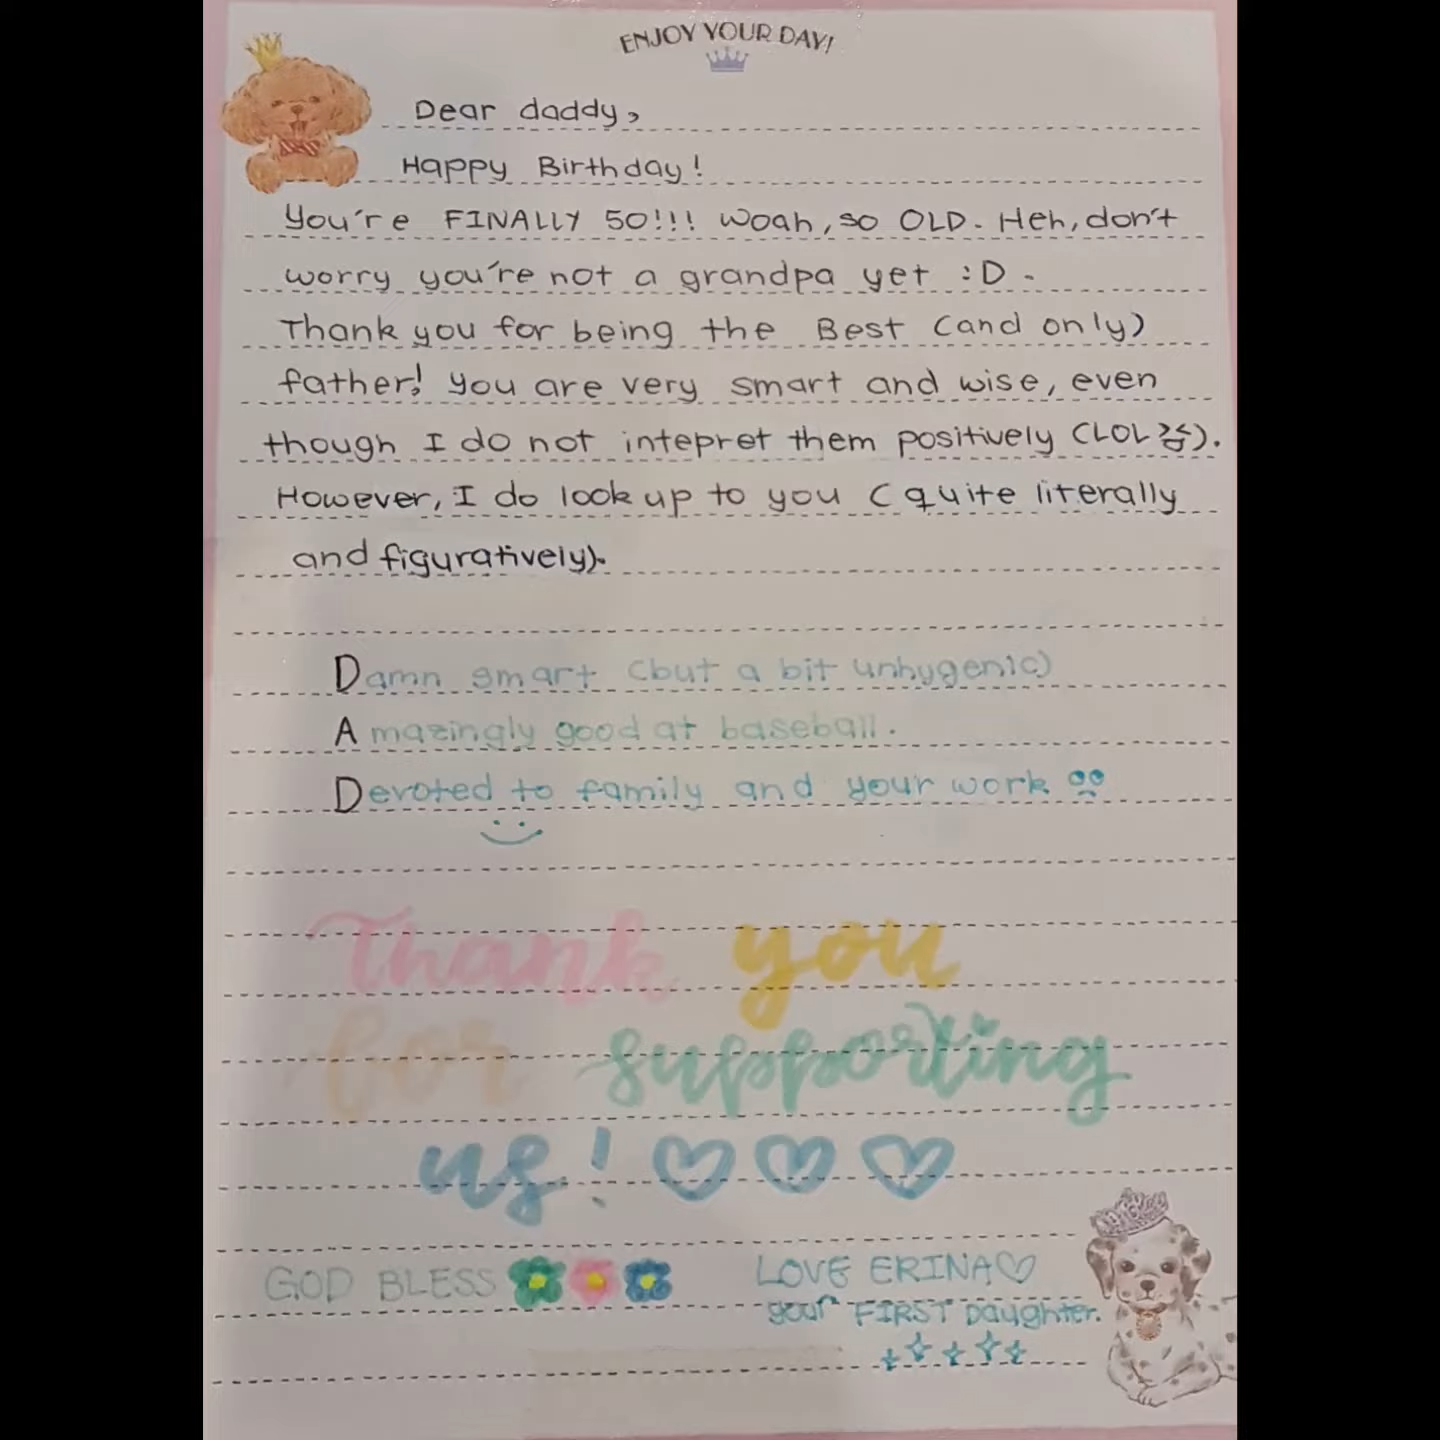 ENJOY YOUR DAY!
Dear daddy,
Happy Birthday!
You're FINALLY 50!!! Woah, so OLD. Heh, don't
worry you're not a grandpa yet :D.
Thank you for being the Best (and only)
father! You are very smart and wise, even
though I do not intepret them positively (LOL).
However, I do look up to you (quite literally
and figuratively).
Damn smart (but a bit unhygenic)
Amazingly good at baseball.
Devoted to family and your work
Thank you
for supporting
us! ♡♡♡
GOD BLESS
LOVE ERINA♡
your FIRST Daughter.